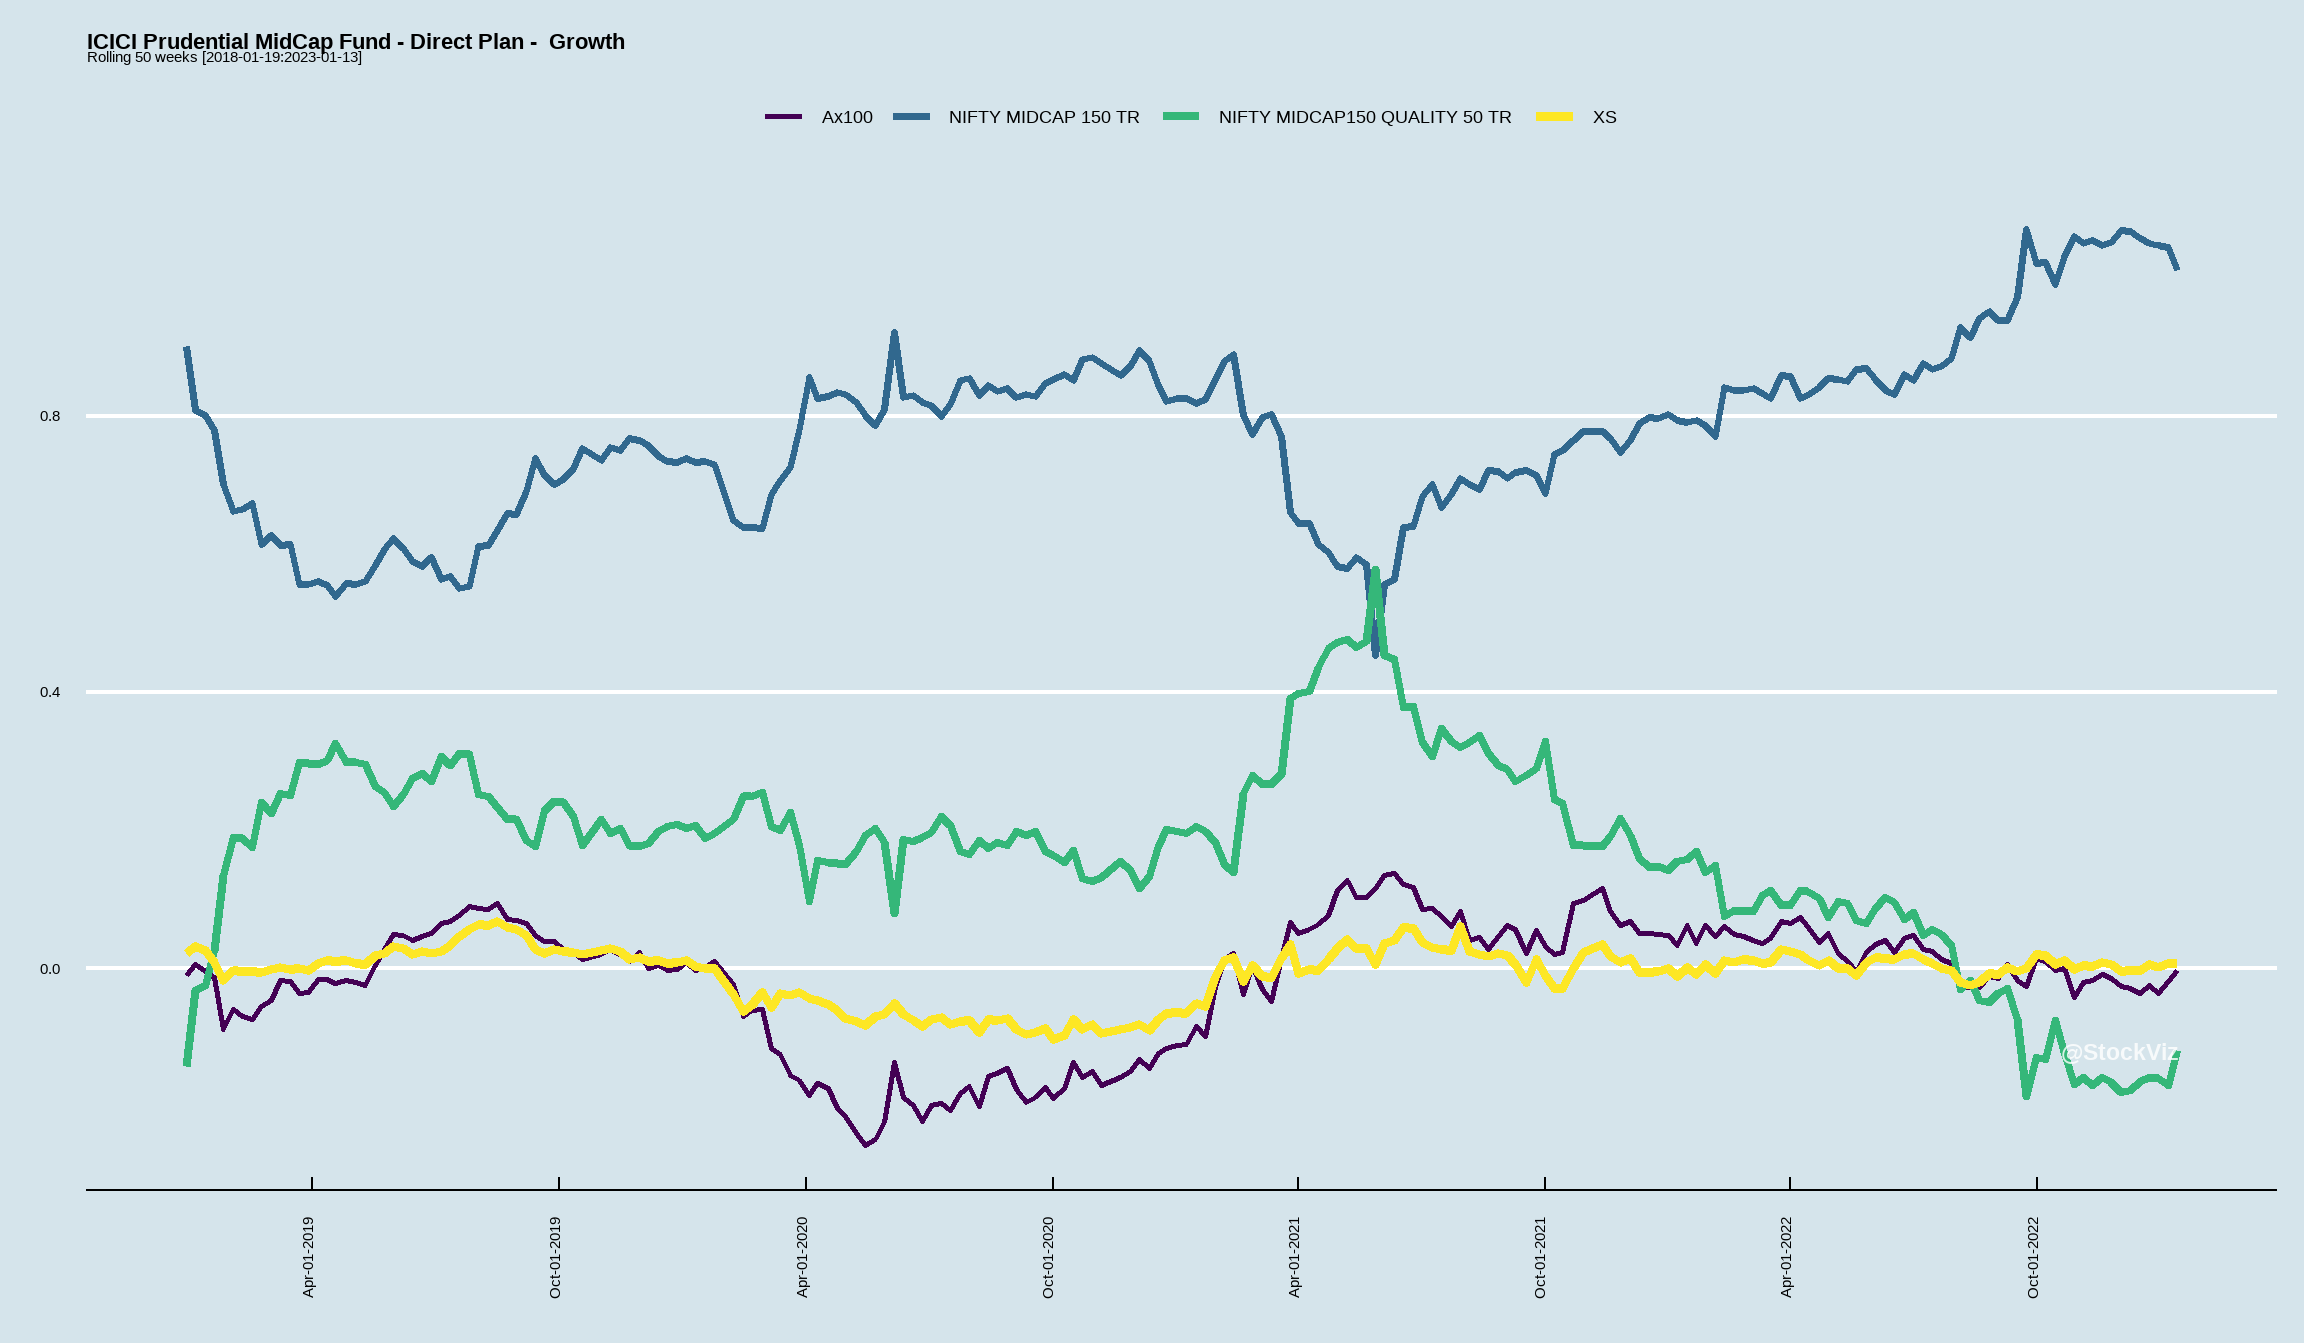 ICICI Prudential MidCap Fund - Direct Plan -  Growth
Rolling 50 weeks [2018-01-19:2023-01-13]
Ax100 NIFTY MIDCAP 150 TR NIFTY MIDCAP150 QUALITY 50 TR XS
0.8
0.4
0.0
@StockViz
Apr-01-2019 Oct-01-2019 Apr-01-2020 Oct-01-2020 Apr-01-2021 Oct-01-2021 Apr-01-2022 Oct-01-2022